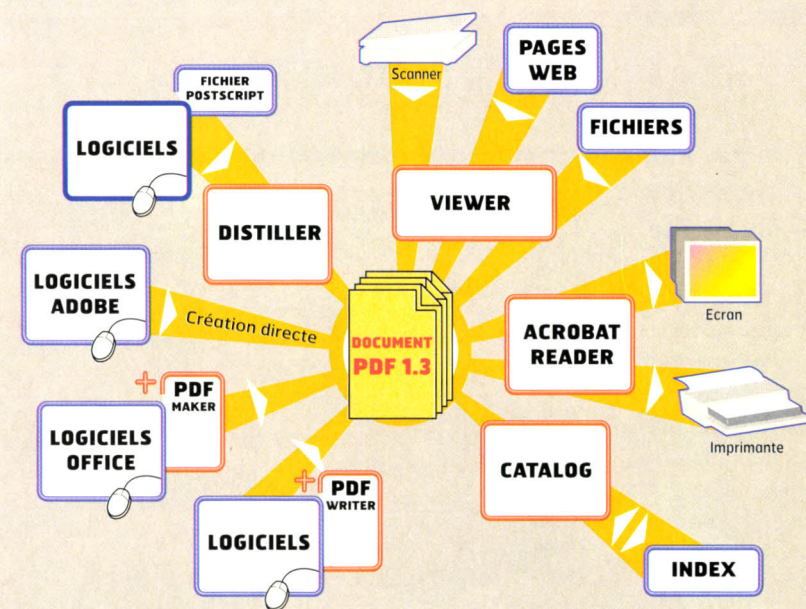 Scanner
PAGES
WEB
FICHIER
POSTSCRIPT
FICHIERS
LOGICIELS
VIEWER
DISTILLER
LOGICIELS
ADOBE
Création directe
DOCUMENT
PDF 1.3
ACROBAT
READER
Ecran
+ PDF
MAKER
LOGICIELS
OFFICE
Imprimante
CATALOG
+ PDF
WRITER
LOGICIELS
INDEX